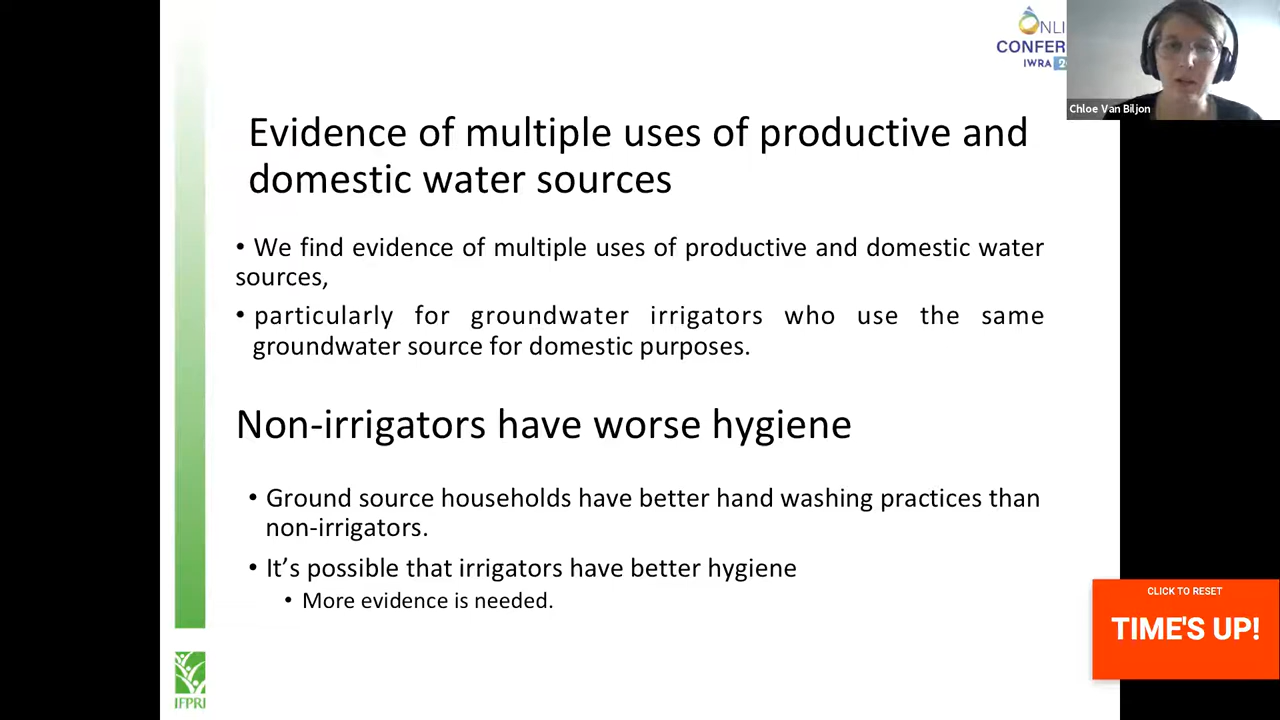 ONLI
CONFER
IWRA 2
Chloe Van Biljon
Evidence of multiple uses of productive and
domestic water sources
• We find evidence of multiple uses of productive and domestic water
sources,
• particularly for groundwater irrigators who use the same
groundwater source for domestic purposes.
Non-irrigators have worse hygiene
• Ground source households have better hand washing practices than
non-irrigators.
• It’s possible that irrigators have better hygiene
• More evidence is needed.
CLICK TO RESET
TIME'S UP!
IFPRI